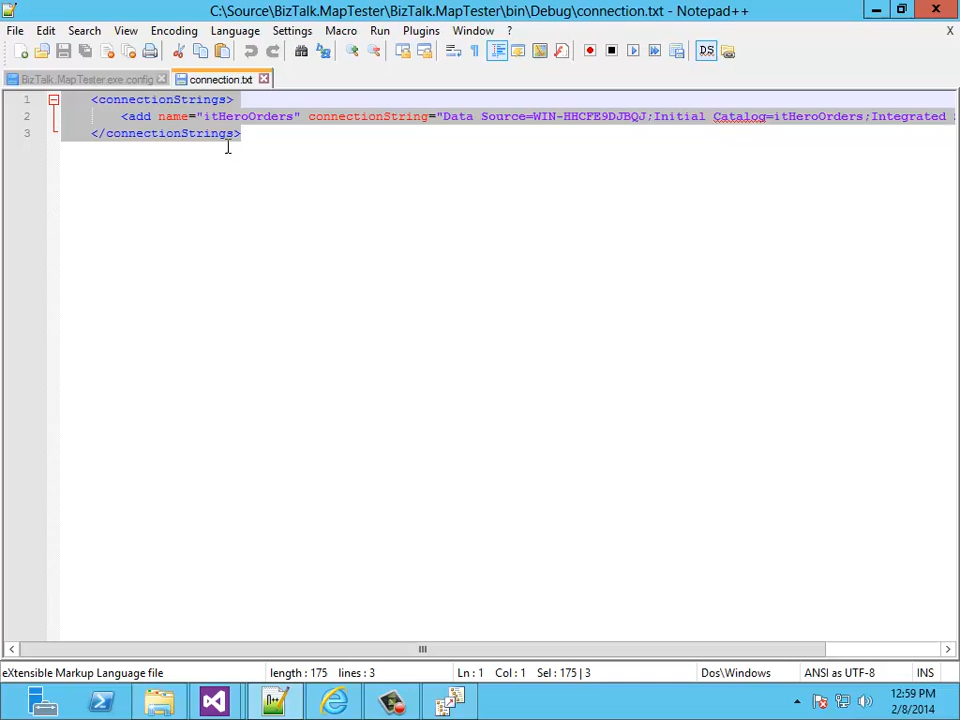 C:\Source\BizTalk.MapTester\BizTalk.MapTester\bin\Debug\connection.txt - Notepad++
File Edit Search View Encoding Language Settings Macro Run Plugins Window ? X
BizTalk.MapTester.exe.config connection.txt
1 <connectionStrings>
2 <add name="itHeroOrders" connectionString="Data Source=WIN-HHCFE9DJBQJ;Initial Catalog=itHeroOrders;Integrated
3 </connectionStrings>
eXtensible Markup Language file length : 175 lines : 3 Ln : 1 Col : 1 Sel : 175 | 3 Dos\Windows ANSI as UTF-8 INS
12:59 PM
2/8/2014